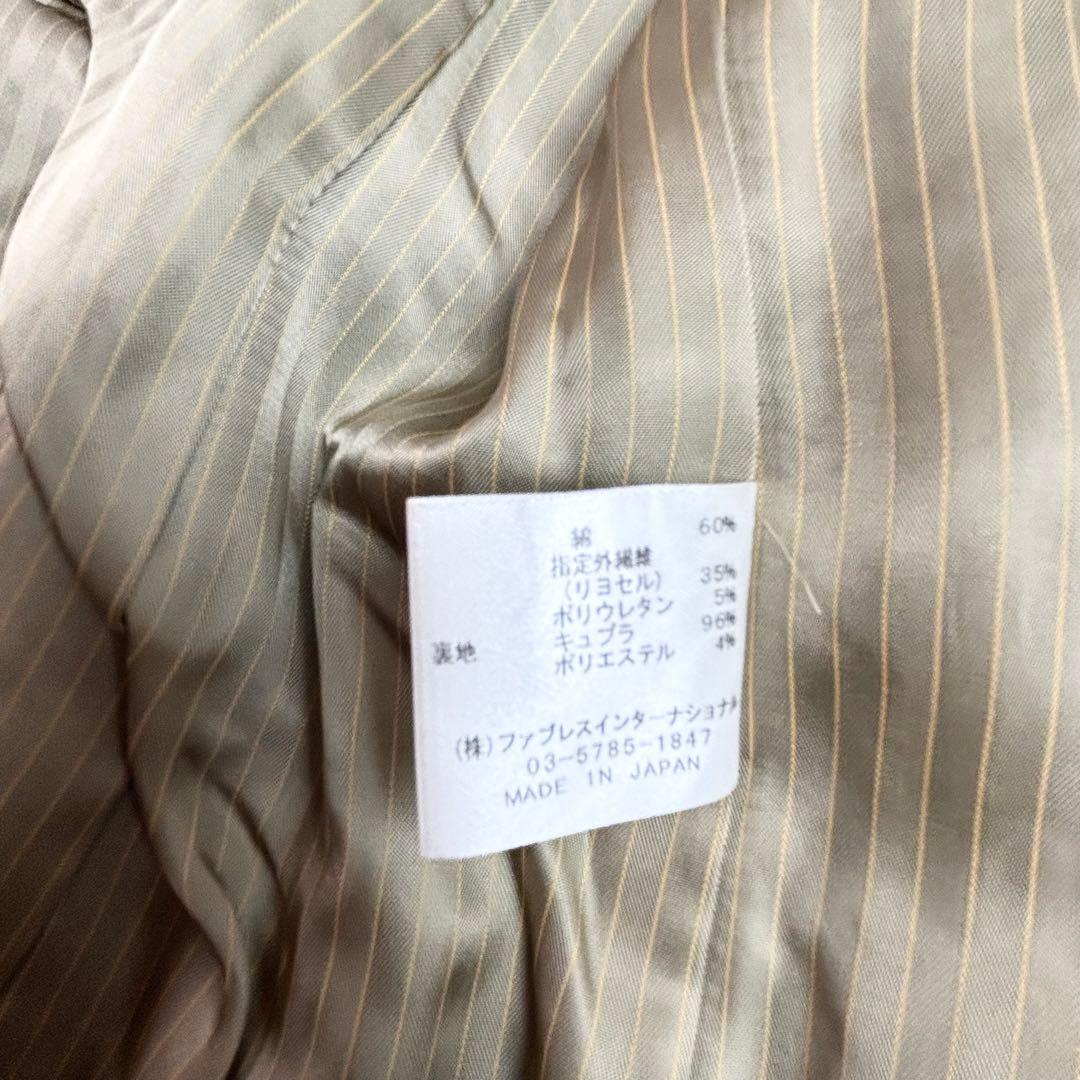 綿 60%
指定外繊維
(リヨセル) 35%
ポリウレタン 5%
裏地 キュプラ 96%
ポリエステル 4%
(株)ファブレスインターナショナル
03-5785-1847
MADE IN JAPAN